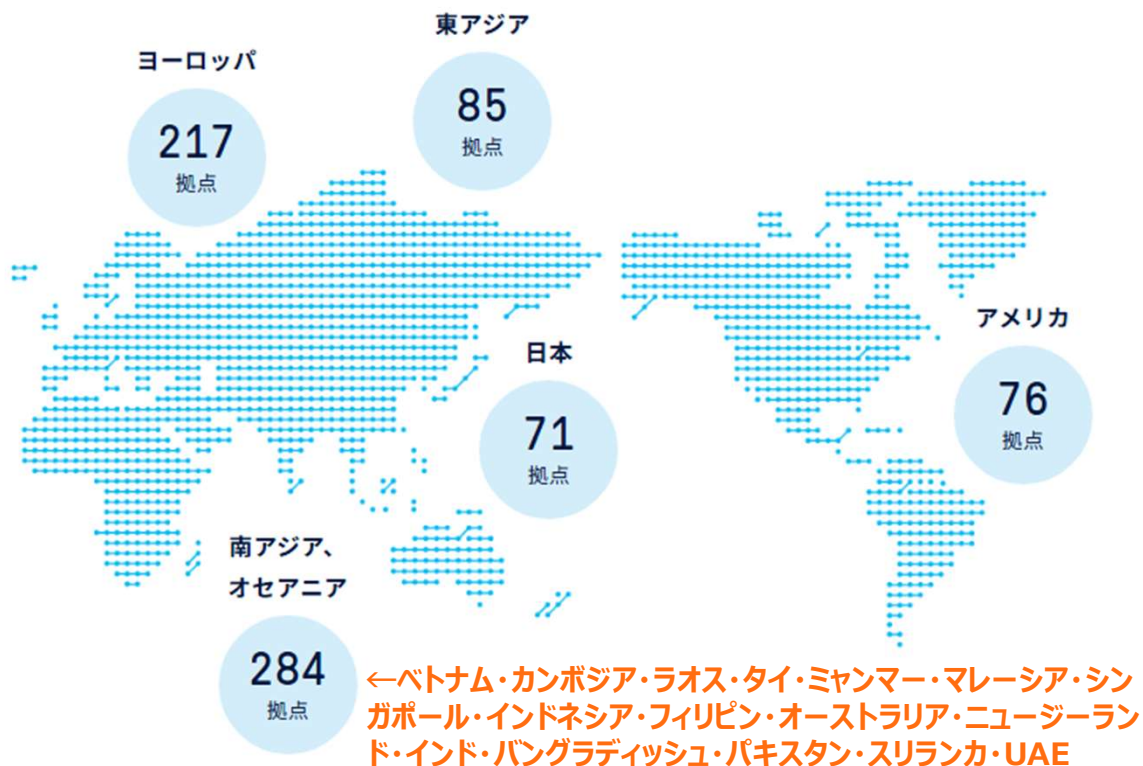 東アジア
85
拠点
ヨーロッパ
217
拠点
アメリカ
76
拠点
日本
71
拠点
南アジア、
オセアニア
284
拠点
←ベトナム・カンボジア・ラオス・タイ・ミャンマー・マレーシア・シン
ガポール・インドネシア・フィリピン・オーストラリア・ニュージーラン
ド・インド・バングラディッシュ・パキスタン・スリランカ・UAE